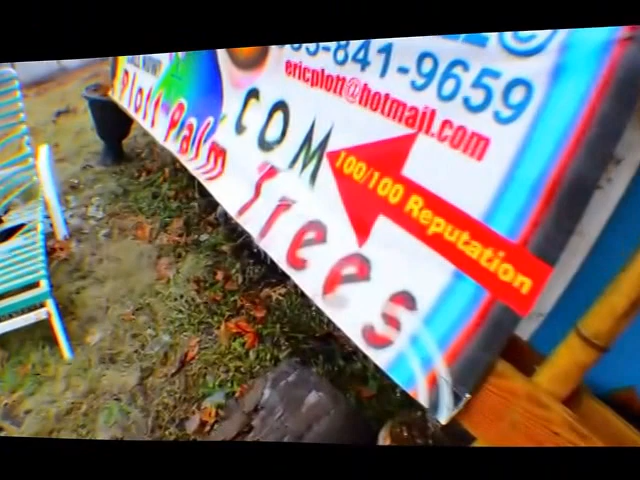 841-9659
ericplott@hotmail.com
COM
100/100 Reputation
Plott Palm Trees